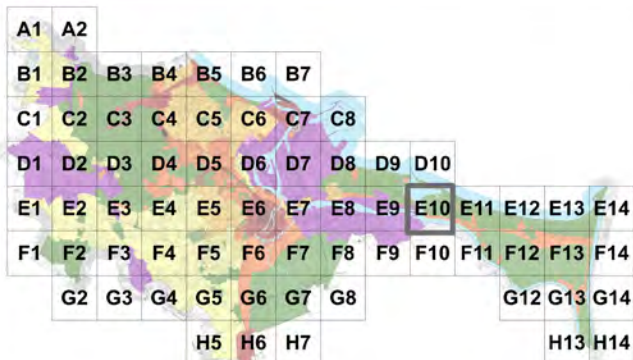 A1 A2
B1 B2 B3 B4 B5 B6 B7
C1 C2 C3 C4 C5 C6 C7 C8
D1 D2 D3 D4 D5 D6 D7 D8 D9 D10
E1 E2 E3 E4 E5 E6 E7 E8 E9 E10 E11 E12 E13 E14
F1 F2 F3 F4 F5 F6 F7 F8 F9 F10 F11 F12 F13 F14
G2 G3 G4 G5 G6 G7 G8 G12 G13 G14
H5 H6 H7 H13 H14